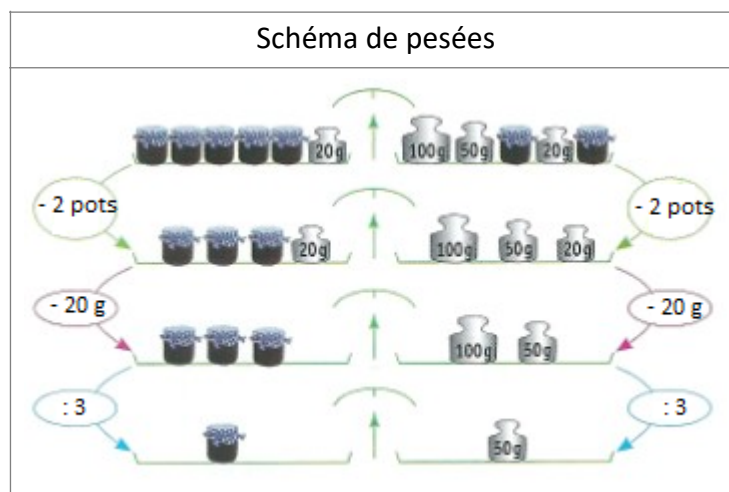 Schéma de pesées
20g 100g 50g 20g
- 2 pots - 2 pots
20g 100g 50g 20g
- 20 g - 20 g
100g 50g
: 3 : 3
50g